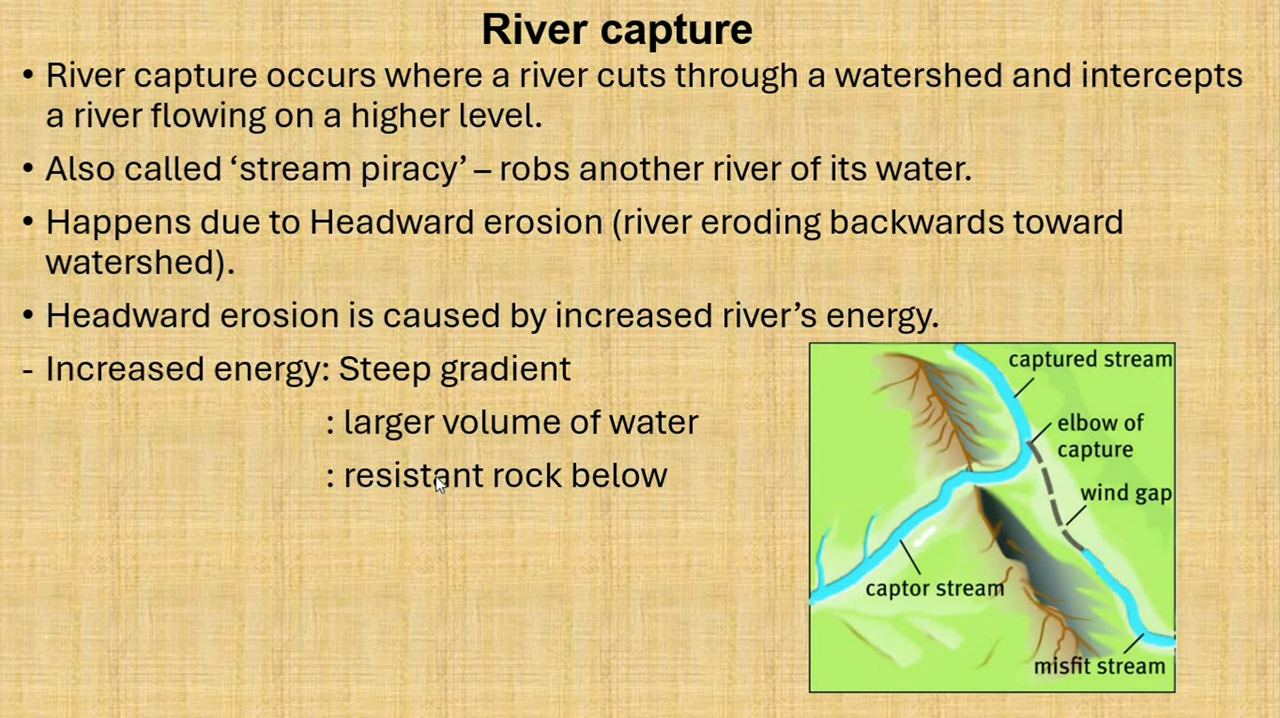 River capture
• River capture occurs where a river cuts through a watershed and intercepts
a river flowing on a higher level.
• Also called ‘stream piracy’ – robs another river of its water.
• Happens due to Headward erosion (river eroding backwards toward
watershed).
• Headward erosion is caused by increased river’s energy.
- Increased energy: Steep gradient
: larger volume of water
: resistant rock below
captured stream
elbow of
capture
wind gap
captor stream
misfit stream